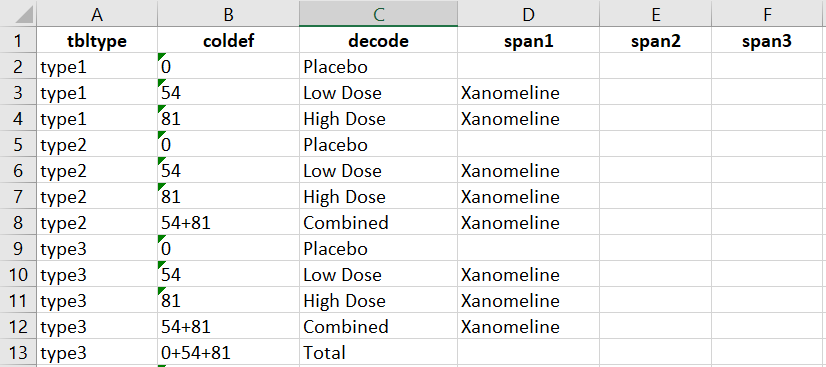 A B C D E F
1 tbltype coldef decode span1 span2 span3
2 type1 0 Placebo
3 type1 54 Low Dose Xanomeline
4 type1 81 High Dose Xanomeline
5 type2 0 Placebo
6 type2 54 Low Dose Xanomeline
7 type2 81 High Dose Xanomeline
8 type2 54+81 Combined Xanomeline
9 type3 0 Placebo
10 type3 54 Low Dose Xanomeline
11 type3 81 High Dose Xanomeline
12 type3 54+81 Combined Xanomeline
13 type3 0+54+81 Total